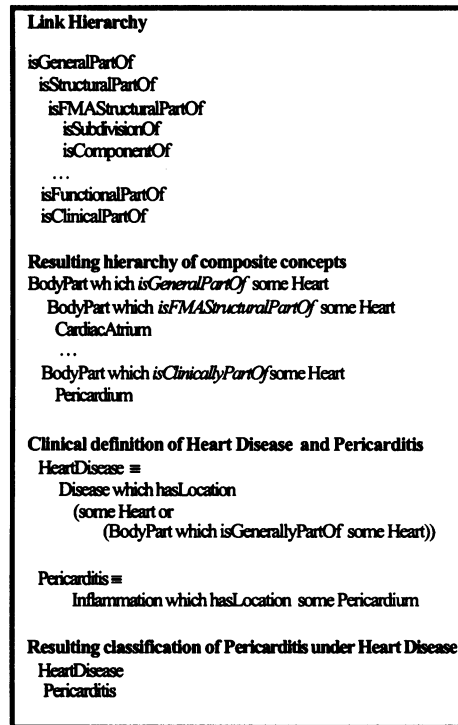 Link Hierarchy
isGeneralPartOf
isStructuralPartOf
isFMAStructuralPartOf
isSubdivisionOf
isComponentOf
...
isFunctionalPartOf
isClinicalPartOf
Resulting hierarchy of composite concepts
BodyPart which isGeneralPartOf some Heart
BodyPart which isFMAStructuralPartOf some Heart
CardiacAtrium
...
BodyPart which isClinicallyPartOf some Heart
Pericardium
Clinical definition of Heart Disease and Pericarditis
HeartDisease ≡
Disease which hasLocation
(some Heart or
(BodyPart which isGenerallyPartOf some Heart))
Pericarditis ≡
Inflammation which hasLocation some Pericardium
Resulting classification of Pericarditis under Heart Disease
HeartDisease
Pericarditis